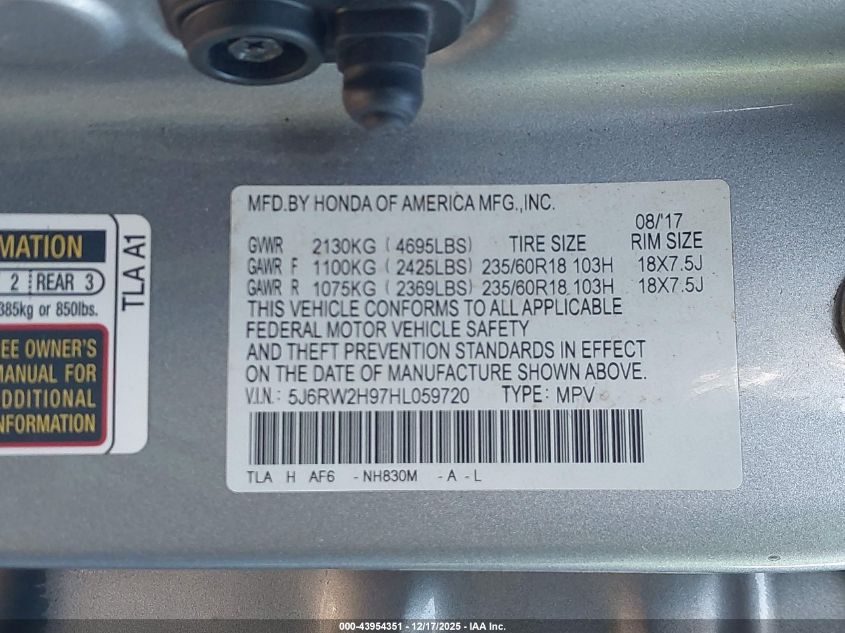 MATION
2 REAR 3
385kg or 850lbs.
EE OWNER'S
MANUAL FOR
ADDITIONAL
INFORMATION
TLA A1
MFD.BY HONDA OF AMERICA MFG.,INC.
08/'17
GVWR 2130KG ( 4695LBS) TIRE SIZE RIM SIZE
GAWR F 1100KG ( 2425LBS) 235/60R18 103H 18X7.5J
GAWR R 1075KG ( 2369LBS) 235/60R18 103H 18X7.5J
THIS VEHICLE CONFORMS TO ALL APPLICABLE
FEDERAL MOTOR VEHICLE SAFETY
AND THEFT PREVENTION STANDARDS IN EFFECT
ON THE DATE OF MANUFACTURE SHOWN ABOVE.
V.I.N.: 5J6RW2H97HL059720 TYPE: MPV
TLA H AF6 - NH830M - A - L
000-43954351 - 12/17/2025 - IAA Inc.